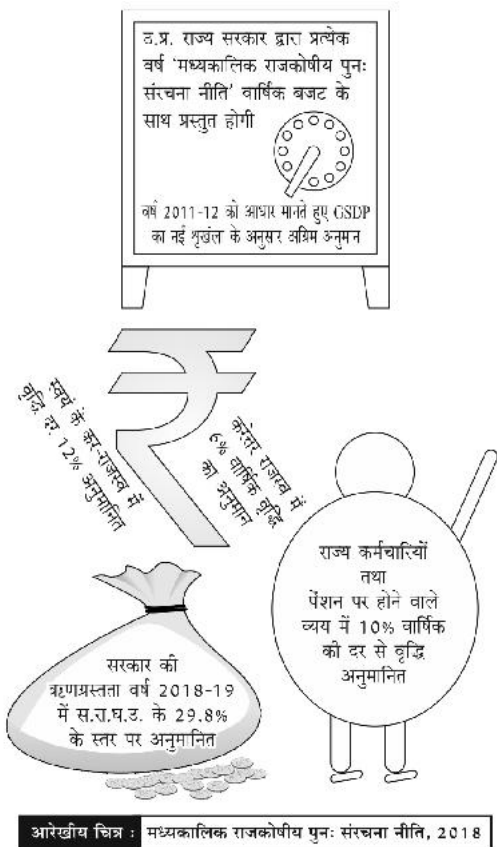 उ.प्र. राज्य सरकार द्वारा प्रत्येक
वर्ष 'मध्यकालिक राजकोषीय पुनः
संरचना नीति' वार्षिक बजट के
साथ प्रस्तुत होगी
वर्ष 2011-12 को आधार मानते हुए GSDP
का नई शृंखला के अनुसार अग्रिम अनुमान
स्वयं के कर-राजस्व में
वृद्धि दर 12% अनुमानित
करेत्तर राजस्व में
6% वार्षिक वृद्धि
का अनुमान
राज्य कर्मचारियों
तथा
पेंशन पर होने वाले
व्यय में 10% वार्षिक
की दर से वृद्धि
अनुमानित
सरकार की
ऋणग्रस्तता वर्ष 2018-19
में स.रा.घ.उ. के 29.8%
के स्तर पर अनुमानित
आरेखीय चित्र : मध्यकालिक राजकोषीय पुनः संरचना नीति, 2018